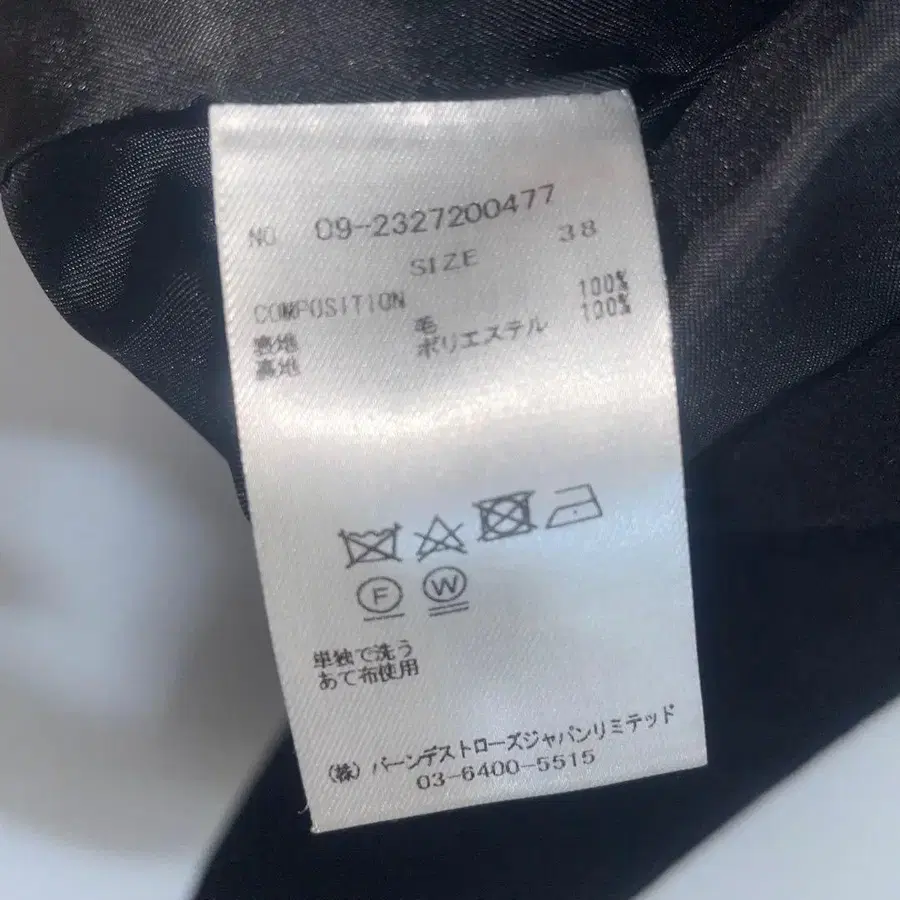 NO 09-2327200477
SIZE 38
COMPOSITION
表地 毛 100%
裏地 ポリエステル 100%
F W
単独で洗う
あて布使用
(株) バーンデストローズジャパンリミテッド
03-6400-5515